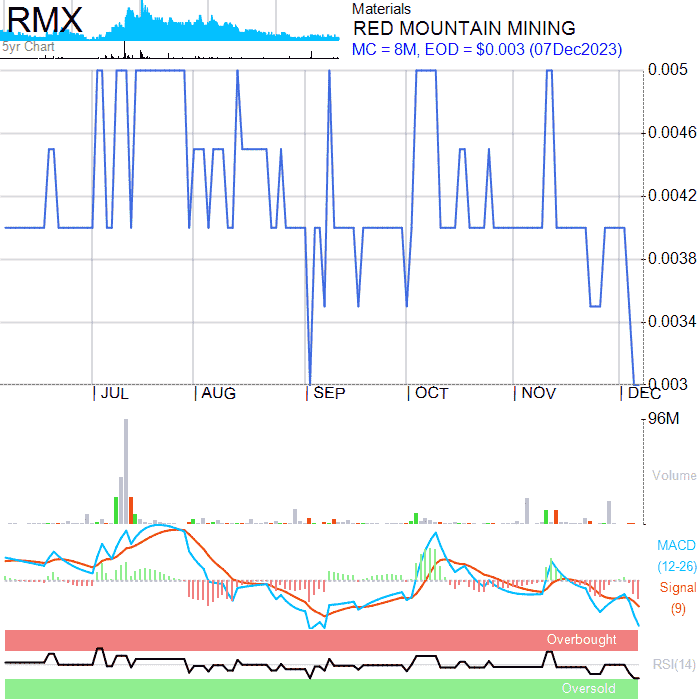 RMX
5yr Chart
Materials
RED MOUNTAIN MINING
MC = 8M, EOD = $0.003 (07Dec2023)
0.005
0.0046
0.0042
0.0038
0.0034
0.003
JUL AUG SEP OCT NOV DEC
96M
Volume
MACD
(12-26)
Signal
(9)
Overbought
RSI(14)
Oversold